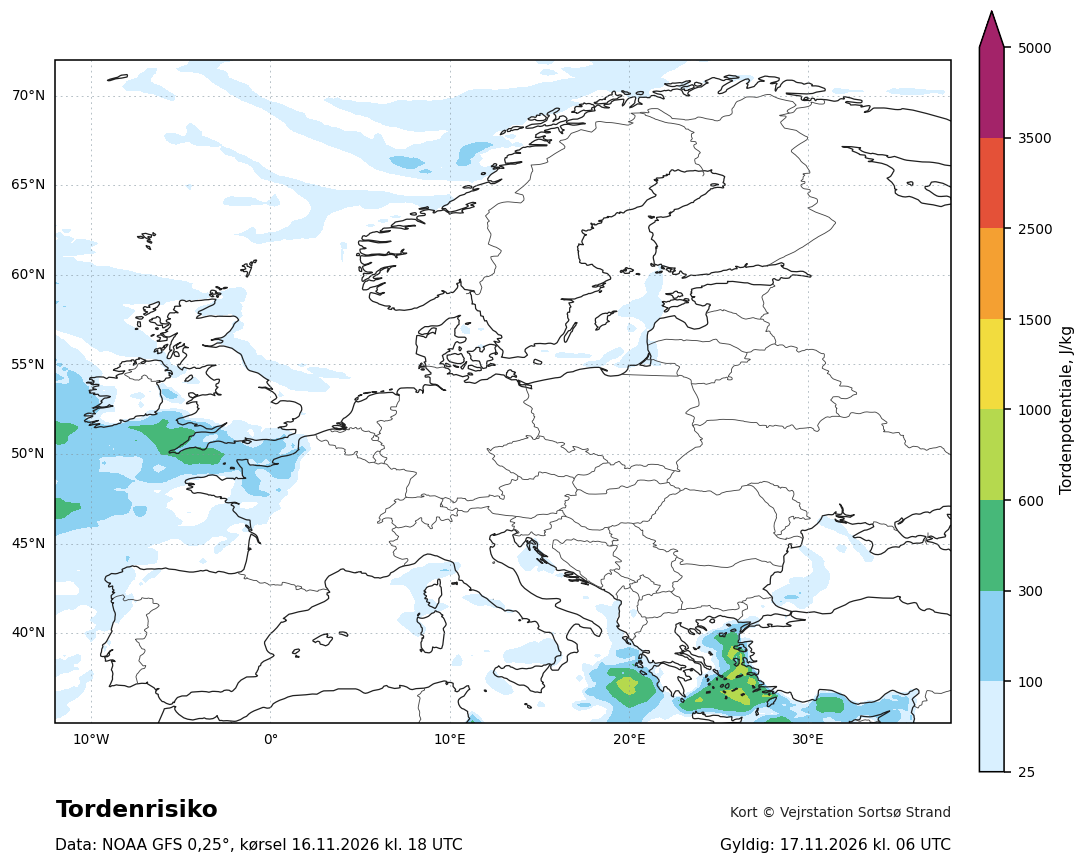 5000
3500
2500
1500
1000
600
300
100
25
Tordenpotentiale, J/kg
70°N
65°N
60°N
55°N
50°N
45°N
40°N
10°W
0°
10°E
20°E
30°E
Tordenrisiko
Kort © Vejrstation Sortsø Strand
Data: NOAA GFS 0,25°, kørsel 16.11.2026 kl. 18 UTC
Gyldig: 17.11.2026 kl. 06 UTC